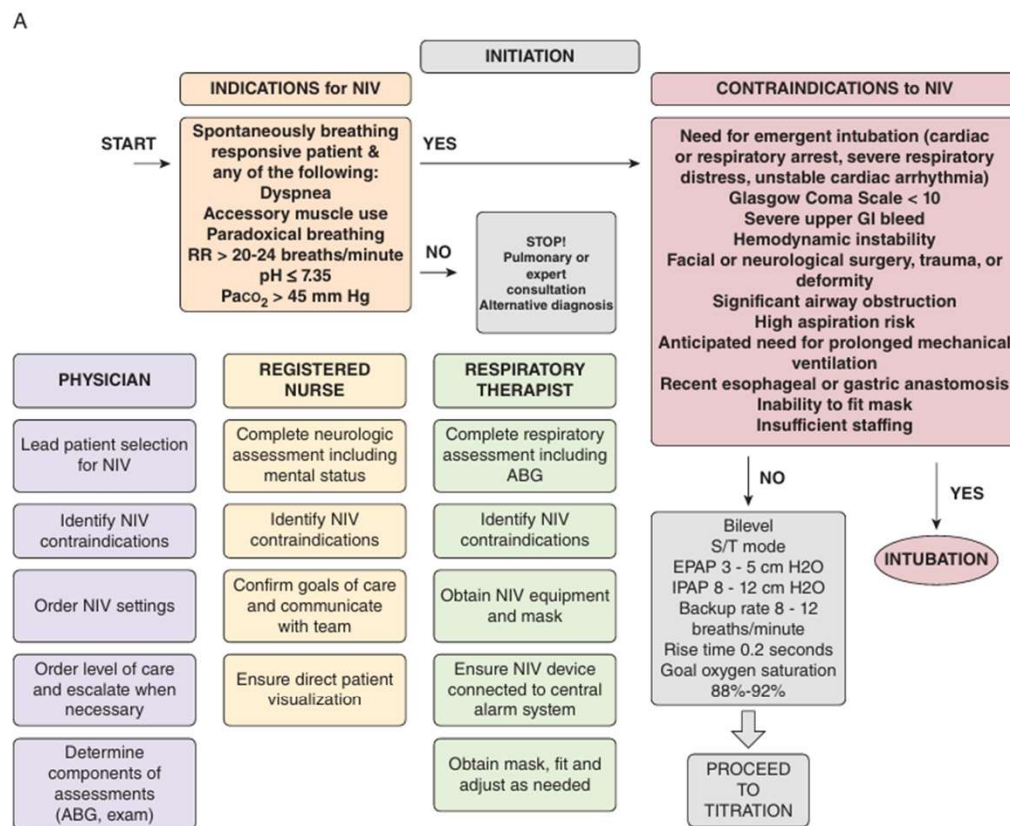 A
INITIATION
INDICATIONS for NIV
CONTRAINDICATIONS to NIV
START
Spontaneously breathing
responsive patient &
any of the following:
Dyspnea
Accessory muscle use
Paradoxical breathing
RR > 20-24 breaths/minute
pH ≤ 7.35
PaCO₂ > 45 mm Hg
YES
NO
STOP!
Pulmonary or
expert
consultation
Alternative diagnosis
Need for emergent intubation (cardiac
or respiratory arrest, severe respiratory
distress, unstable cardiac arrhythmia)
Glasgow Coma Scale < 10
Severe upper GI bleed
Hemodynamic instability
Facial or neurological surgery, trauma, or
deformity
Significant airway obstruction
High aspiration risk
Anticipated need for prolonged mechanical
ventilation
Recent esophageal or gastric anastomosis
Inability to fit mask
Insufficient staffing
NO
YES
Bilevel
S/T mode
EPAP 3 - 5 cm H2O
IPAP 8 - 12 cm H2O
Backup rate 8 - 12
breaths/minute
Rise time 0.2 seconds
Goal oxygen saturation
88%-92%
INTUBATION
PROCEED
TO
TITRATION
PHYSICIAN
Lead patient selection
for NIV
Identify NIV
contraindications
Order NIV settings
Order level of care
and escalate when
necessary
Determine
components of
assessments
(ABG, exam)
REGISTERED
NURSE
Complete neurologic
assessment including
mental status
Identify NIV
contraindications
Confirm goals of care
and communicate
with team
Ensure direct patient
visualization
RESPIRATORY
THERAPIST
Complete respiratory
assessment including
ABG
Identify NIV
contraindications
Obtain NIV equipment
and mask
Ensure NIV device
connected to central
alarm system
Obtain mask, fit and
adjust as needed